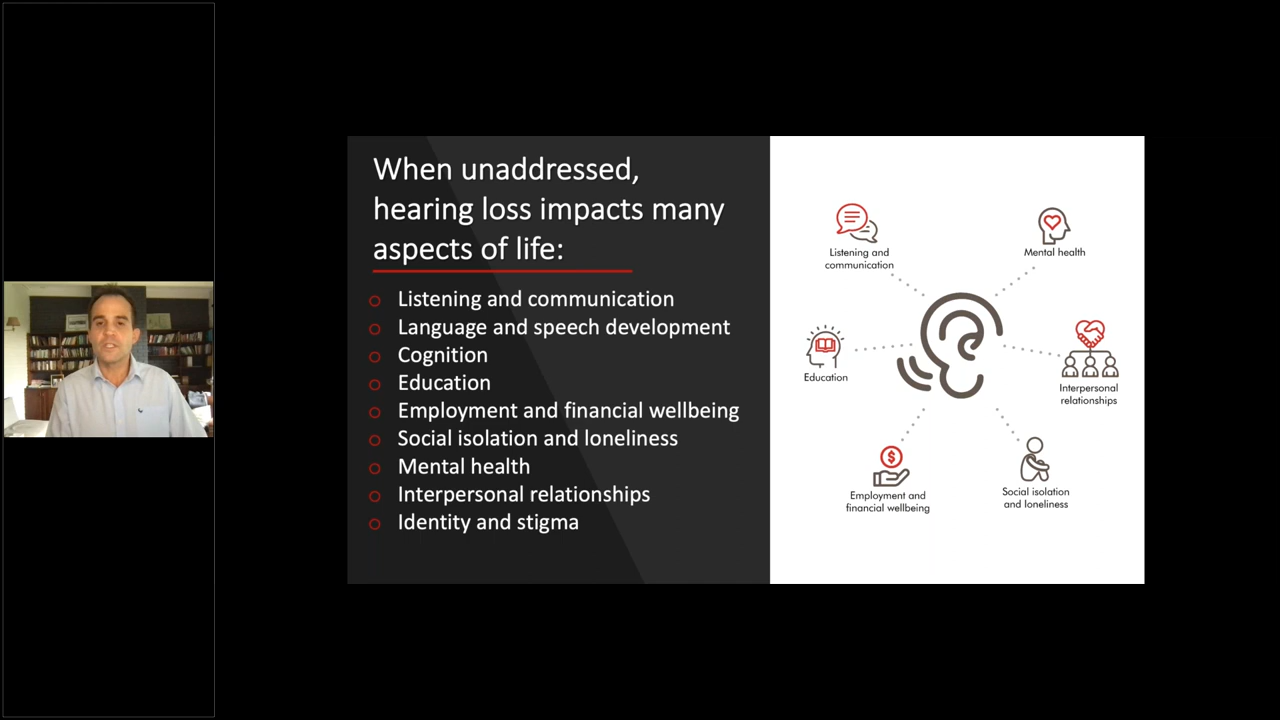 When unaddressed,
hearing loss impacts many
aspects of life:
Listening and communication
Language and speech development
Cognition
Education
Employment and financial wellbeing
Social isolation and loneliness
Mental health
Interpersonal relationships
Identity and stigma
Listening and
communication
Mental health
Education
Interpersonal
relationships
Employment and
financial wellbeing
Social isolation
and loneliness
$